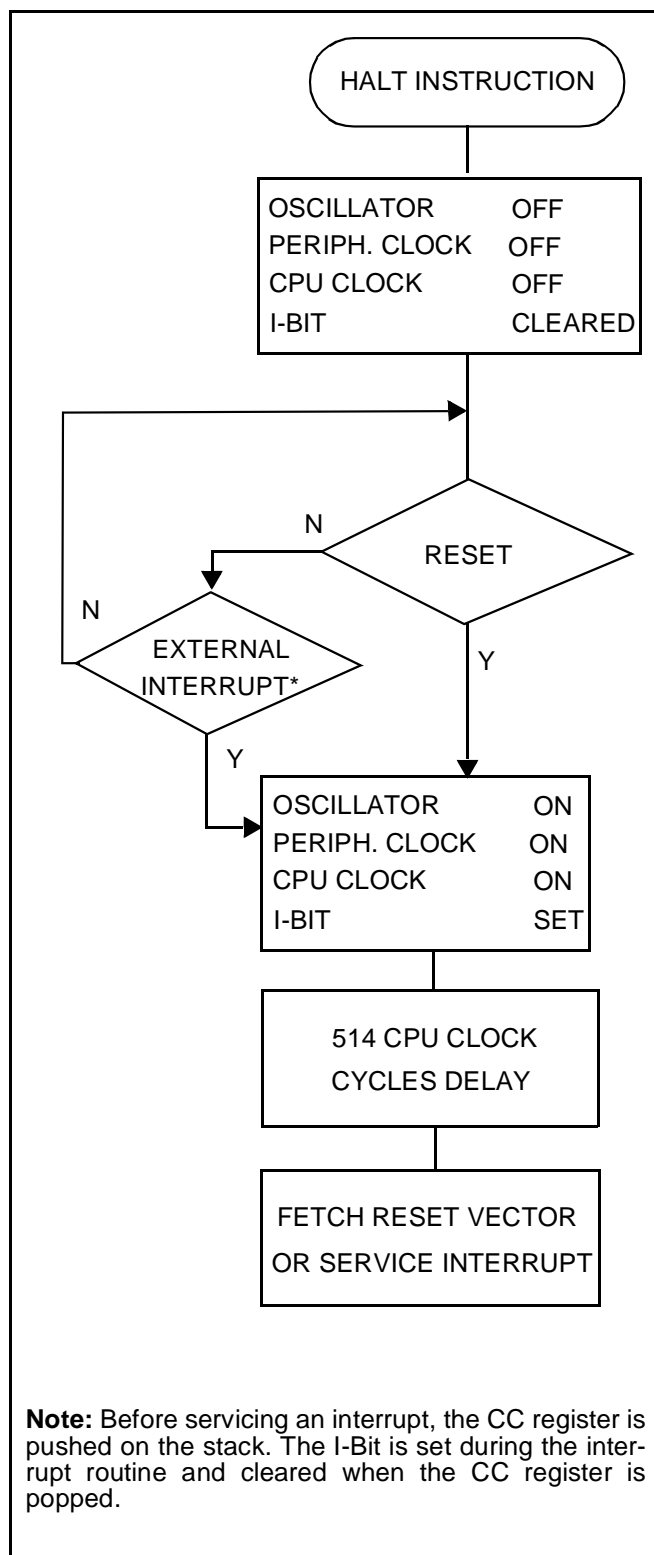 HALT INSTRUCTION
OSCILLATOR OFF
PERIPH. CLOCK OFF
CPU CLOCK OFF
I-BIT CLEARED
N
RESET
N
EXTERNAL
INTERRUPT*
Y
Y
OSCILLATOR ON
PERIPH. CLOCK ON
CPU CLOCK ON
I-BIT SET
514 CPU CLOCK
CYCLES DELAY
FETCH RESET VECTOR
OR SERVICE INTERRUPT
Note: Before servicing an interrupt, the CC register is
pushed on the stack. The I-Bit is set during the inter-
rupt routine and cleared when the CC register is
popped.